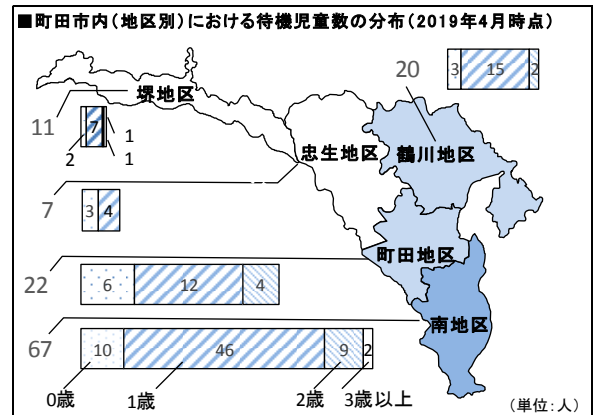 ■町田市内(地区別)における待機児童数の分布(2019年4月時点)
20
3 15 2
堺地区
11
7
1
2
1
忠生地区
鶴川地区
7
3 4
町田地区
22
6 12 4
南地区
67
10 46 9 2
0歳 1歳 2歳 3歳以上
(単位:人)